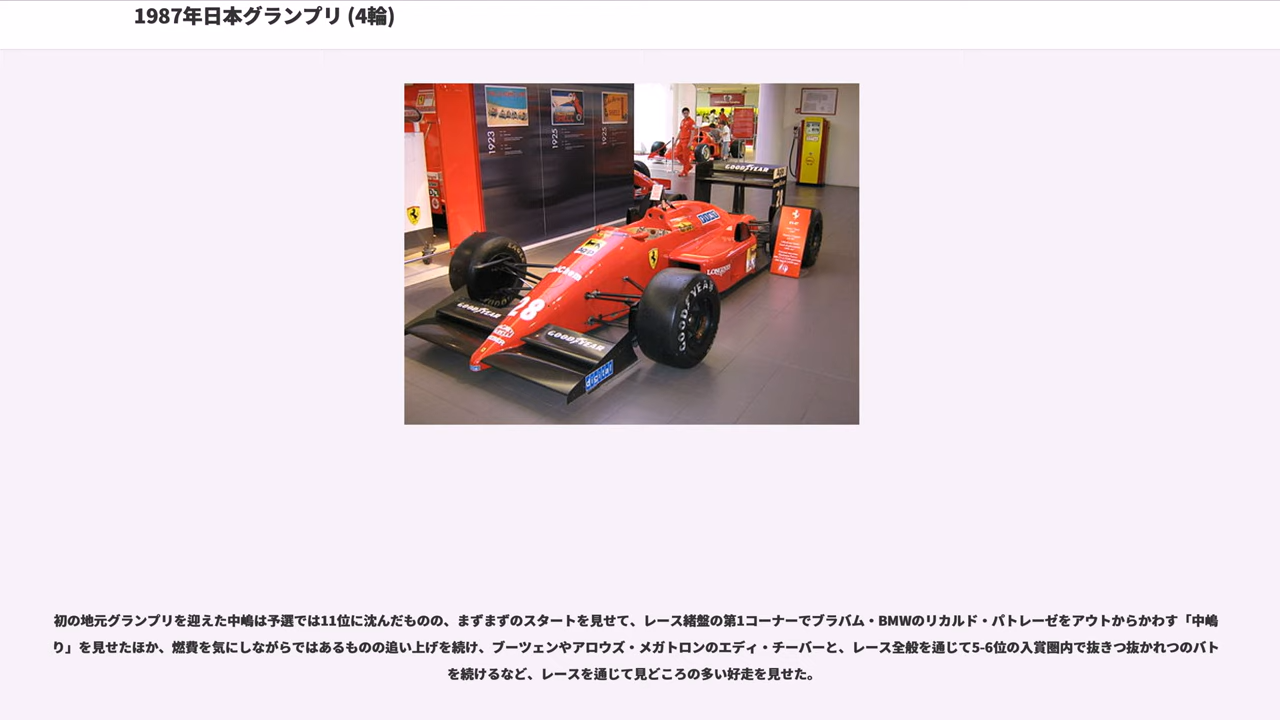 1987年日本グランプリ (4輪)
1923
1925
GOODYEAR
28
GOODYEAR
GOODYEAR
GOODYEAR
LONGINES
初の地元グランプリを迎えた中嶋は予選では11位に沈んだものの、まずまずのスタートを見せて、レース緒盤の第1コーナーでブラバム・BMWのリカルド・パトレーゼをアウトからかわす「中嶋
り」を見せたほか、燃費を気にしながらではあるものの追い上げを続け、ブーツェンやアロウズ・メガトロンのエディ・チーバーと、レース全般を通じて5-6位の入賞圏内で抜きつ抜かれつのバト
を続けるなど、レースを通じて見どころの多い好走を見せた。